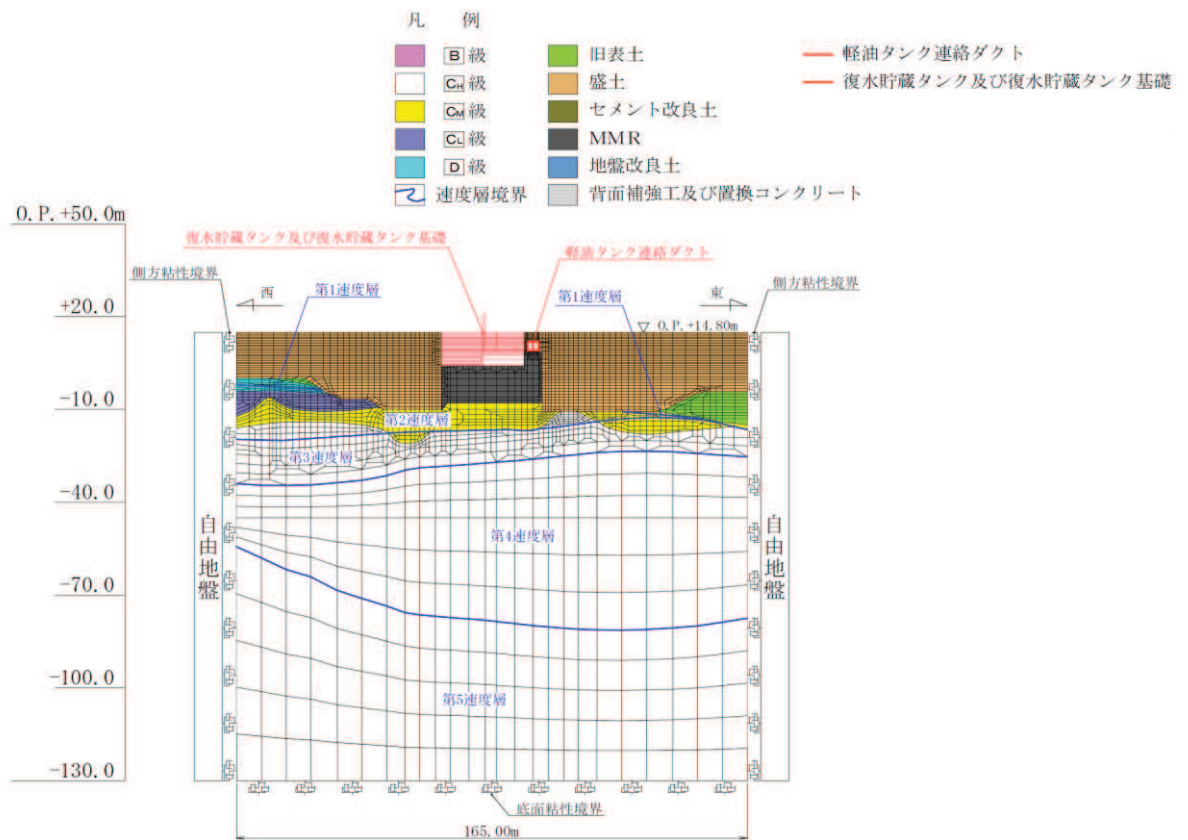 凡 例
B 級 旧表土 軽油タンク連絡ダクト
CH 級 盛土 復水貯蔵タンク及び復水貯蔵タンク基礎
CM 級 セメント改良土
CL 級 MMR
D 級 地盤改良土
速度層境界 背面補強工及び置換コンクリート
O.P.+50.0m
復水貯蔵タンク及び復水貯蔵タンク基礎
軽油タンク連絡ダクト
側方粘性境界
側方粘性境界
西
第1速度層
第1速度層
東
+20.0
O.P.+14.80m
-10.0
第2速度層
第3速度層
-40.0
自由地盤
第4速度層
自由地盤
-70.0
-100.0
第5速度層
-130.0
底面粘性境界
165.00m